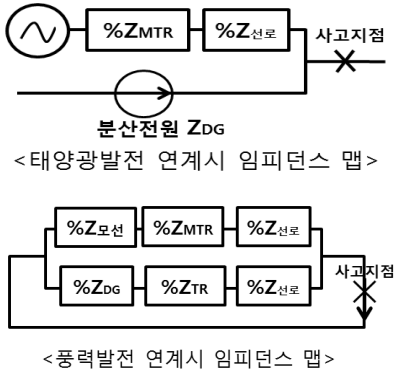 %ZMTR %Z선로
사고지점
분산전원 ZDG
<태양광발전 연계시 임피던스 맵>
%Z모선 %ZMTR %Z선로
사고지점
%ZDG %ZTR %Z선로
<풍력발전 연계시 임피던스 맵>